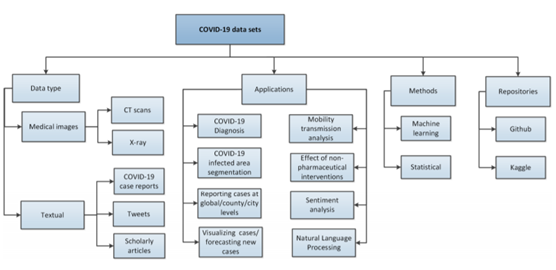 COVID-19 data sets
Data type
Applications
Methods
Repositories
Medical images
CT scans
X-ray
Textual
COVID-19
case reports
Tweets
Scholarly
articles
COVID-19
Diagnosis
COVID-19
infected area
segmentation
Reporting cases at
global/county/city
levels
Visualizing cases/
forecasting new
cases
Mobility
transmission
analysis
Effect of non-
pharmaceutical
interventions
Sentiment
analysis
Natural Language
Processing
Machine
learning
Statistical
Github
Kaggle